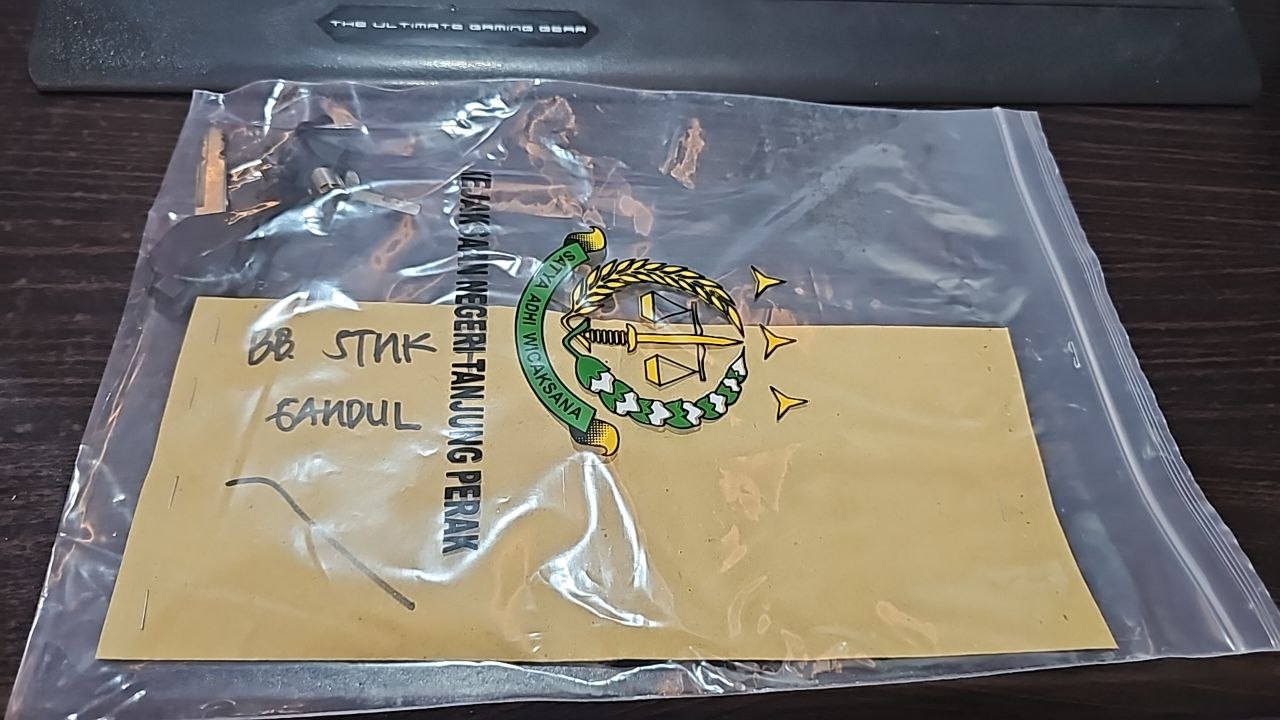 THE ULTIMATE GAMING GEAR
KEJAKSAAN NEGERI TANJUNG PERAK
SATYA ADHI WICAKSANA
BB. STNK
GANDUL